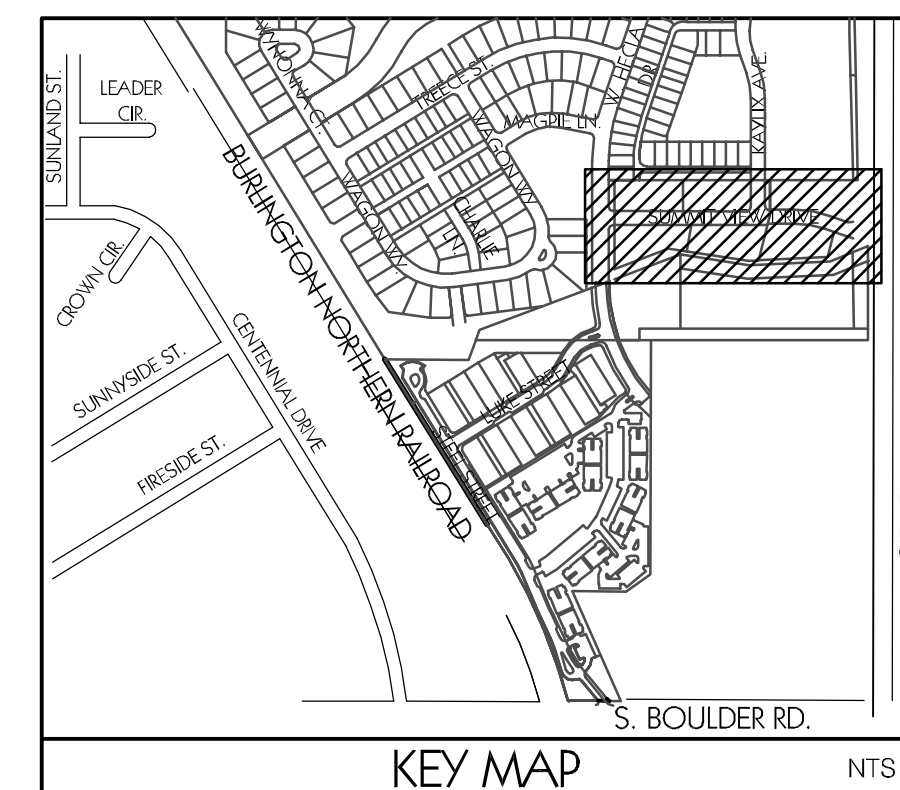 WYNONNA CT.
TREECE ST.
W. HECLA
DR.
KAYLIX AVE.
SUNLAND ST.
LEADER
CIR.
MAGPIE LN.
WAGON WY.
WAGON WY.
CHARLIE
LN.
SUMMIT VIEW DRIVE
BURLINGTON NORTHERN RAILROAD
CROWN CIR.
CENTENNIAL DRIVE
SUNNYSIDE ST.
FIRESIDE ST.
LUKE STREET
STEEL STREET
S. BOULDER RD.
KEY MAP
NTS